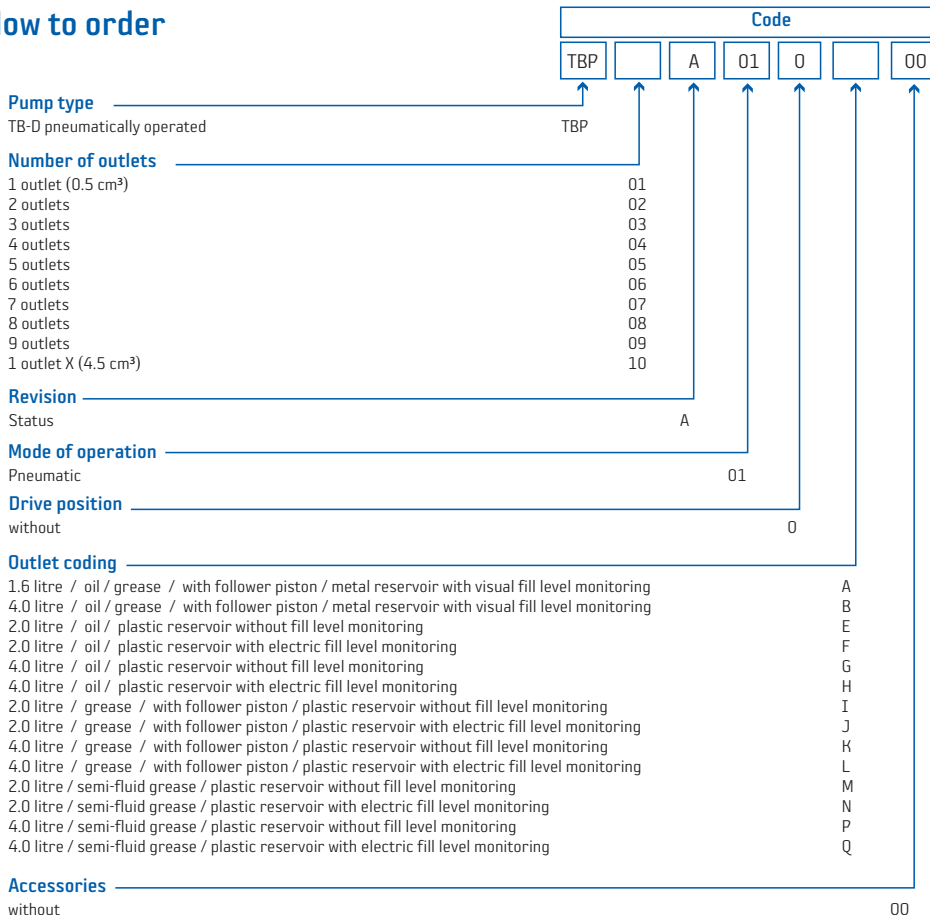 low to order
Code
TBP A 01 0 00
Pump type
TB-D pneumatically operated TBP
Number of outlets
1 outlet (0.5 cm³) 01
2 outlets 02
3 outlets 03
4 outlets 04
5 outlets 05
6 outlets 06
7 outlets 07
8 outlets 08
9 outlets 09
1 outlet X (4.5 cm³) 10
Revision
Status A
Mode of operation
Pneumatic 01
Drive position
without 0
Outlet coding
1.6 litre / oil / grease / with follower piston / metal reservoir with visual fill level monitoring A
4.0 litre / oil / grease / with follower piston / metal reservoir with visual fill level monitoring B
2.0 litre / oil / plastic reservoir without fill level monitoring E
2.0 litre / oil / plastic reservoir with electric fill level monitoring F
4.0 litre / oil / plastic reservoir without fill level monitoring G
4.0 litre / oil / plastic reservoir with electric fill level monitoring H
2.0 litre / grease / with follower piston / plastic reservoir without fill level monitoring I
2.0 litre / grease / with follower piston / plastic reservoir with electric fill level monitoring J
4.0 litre / grease / with follower piston / plastic reservoir without fill level monitoring K
4.0 litre / grease / with follower piston / plastic reservoir with electric fill level monitoring L
2.0 litre / semi-fluid grease / plastic reservoir without fill level monitoring M
2.0 litre / semi-fluid grease / plastic reservoir with electric fill level monitoring N
4.0 litre / semi-fluid grease / plastic reservoir without fill level monitoring P
4.0 litre / semi-fluid grease / plastic reservoir with electric fill level monitoring Q
Accessories
without 00